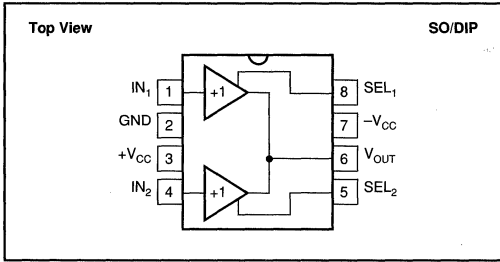 Top View SO/DIP
IN1 1 +1 8 SEL1
GND 2 7 –VCC
+VCC 3 6 VOUT
IN2 4 +1 5 SEL2